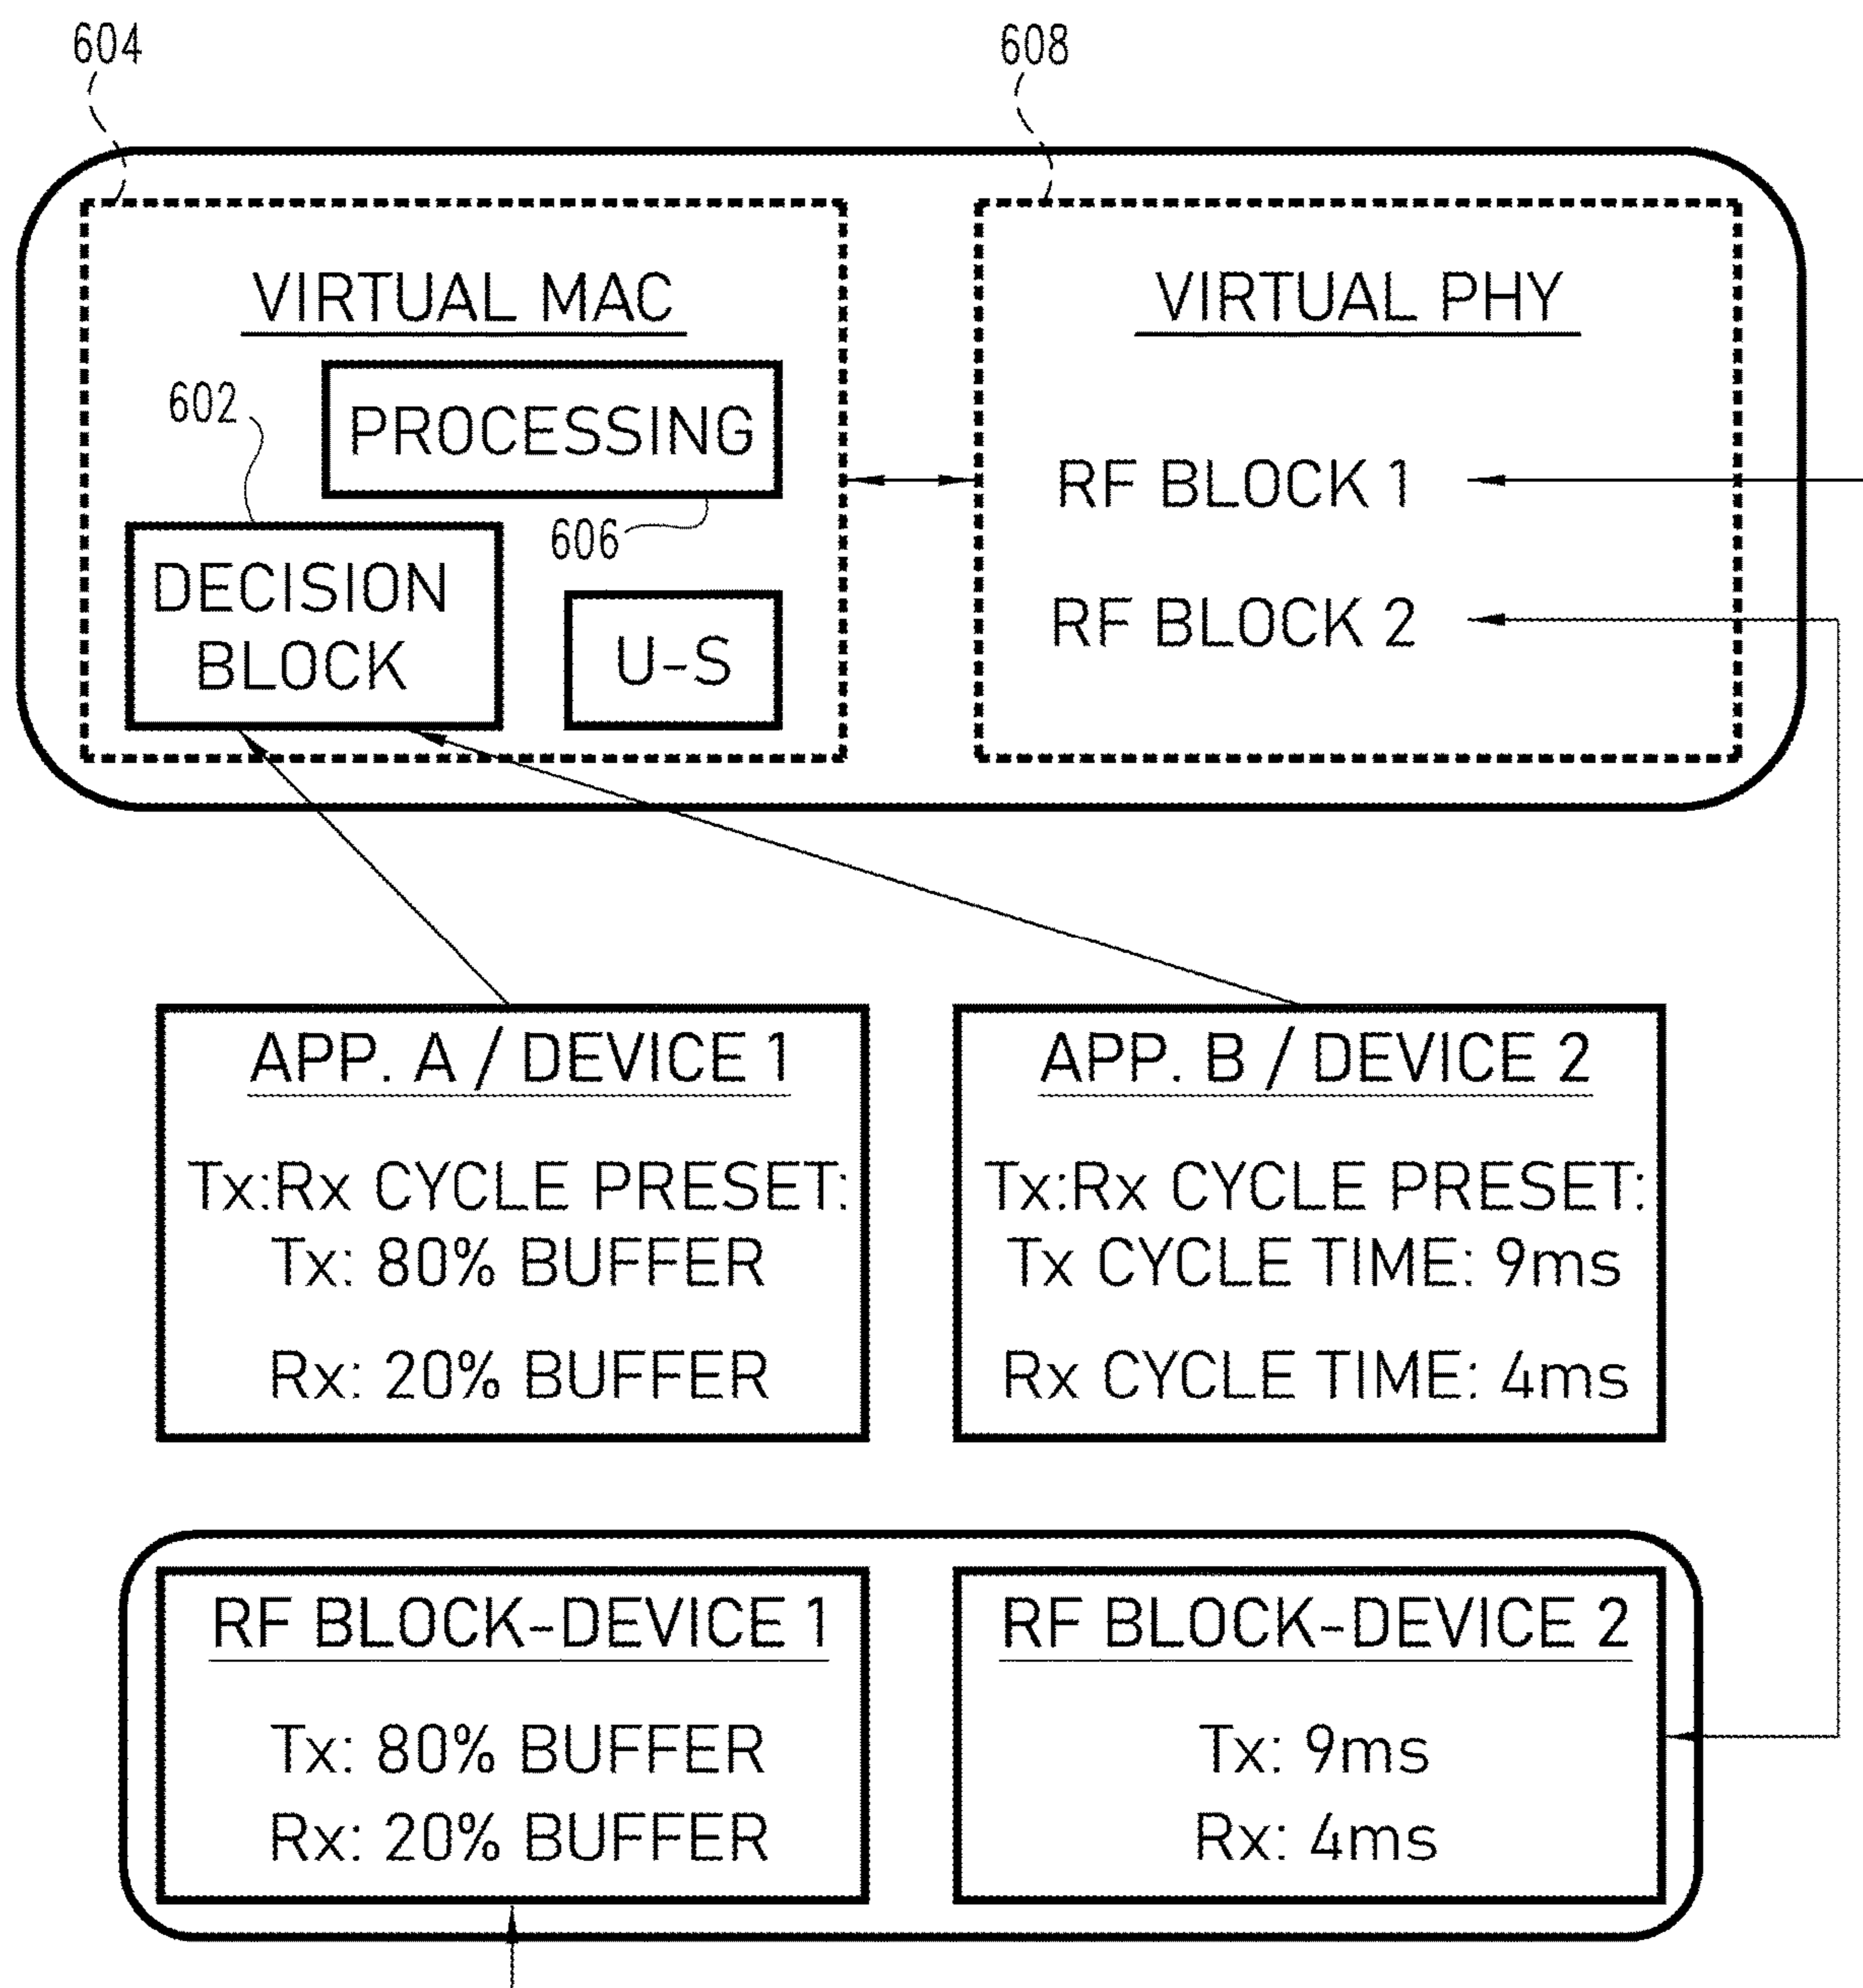 604
608
VIRTUAL MAC
VIRTUAL PHY
602
PROCESSING
RF BLOCK 1
606
DECISION
BLOCK
U-S
RF BLOCK 2
APP. A / DEVICE 1
Tx:Rx CYCLE PRESET:
Tx: 80% BUFFER
Rx: 20% BUFFER
APP. B / DEVICE 2
Tx:Rx CYCLE PRESET:
Tx CYCLE TIME: 9ms
Rx CYCLE TIME: 4ms
RF BLOCK-DEVICE 1
Tx: 80% BUFFER
Rx: 20% BUFFER
RF BLOCK-DEVICE 2
Tx: 9ms
Rx: 4ms